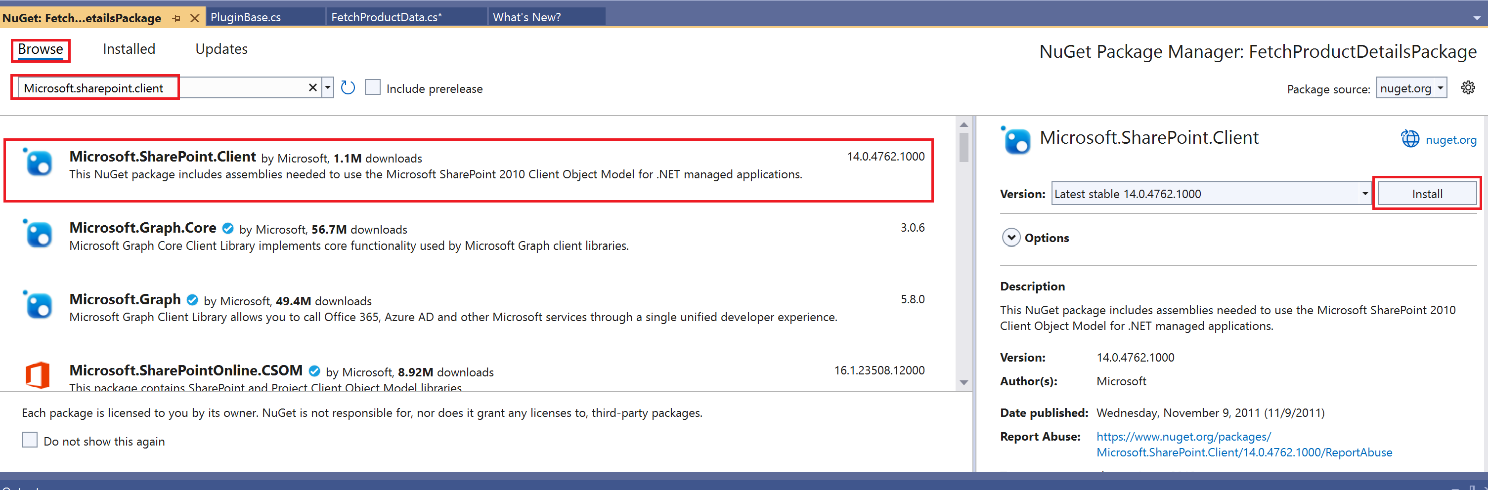 NuGet: Fetch...etailsPackage
PluginBase.cs
FetchProductData.cs*
What's New?
Browse
Installed
Updates
NuGet Package Manager: FetchProductDetailsPackage
Microsoft.sharepoint.client
Include prerelease
Package source: nuget.org
Microsoft.SharePoint.Client by Microsoft, 1.1M downloads
14.0.4762.1000
This NuGet package includes assemblies needed to use the Microsoft SharePoint 2010 Client Object Model for .NET managed applications.
Microsoft.Graph.Core by Microsoft, 56.7M downloads
3.0.6
Microsoft Graph Core Client Library implements core functionality used by Microsoft Graph client libraries.
Microsoft.Graph by Microsoft, 49.4M downloads
5.8.0
Microsoft Graph Client Library allows you to call Office 365, Azure AD and other Microsoft services through a single unified developer experience.
Microsoft.SharePointOnline.CSOM by Microsoft, 8.92M downloads
16.1.23508.12000
This package contains SharePoint and Project Client Object Model libraries
Each package is licensed to you by its owner. NuGet is not responsible for, nor does it grant any licenses to, third-party packages.
Do not show this again
Microsoft.SharePoint.Client
nuget.org
Version: Latest stable 14.0.4762.1000
Install
Options
Description
This NuGet package includes assemblies needed to use the Microsoft SharePoint 2010
Client Object Model for .NET managed applications.
Version: 14.0.4762.1000
Author(s): Microsoft
Date published: Wednesday, November 9, 2011 (11/9/2011)
Report Abuse: https://www.nuget.org/packages/
Microsoft.SharePoint.Client/14.0.4762.1000/ReportAbuse